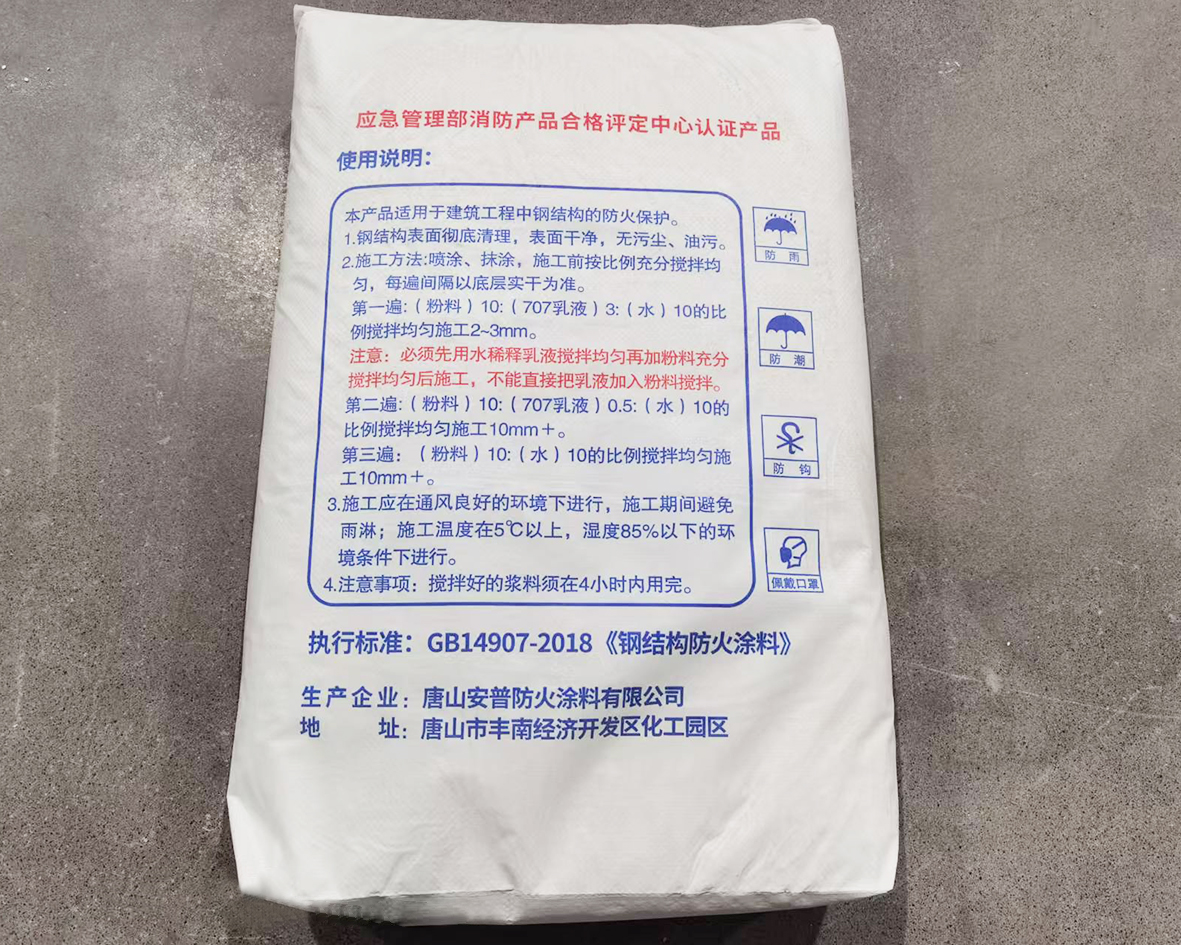 应急管理部消防产品合格评定中心认证产品
使用说明：
本产品适用于建筑工程中钢结构的防火保护。
1.钢结构表面彻底清理，表面干净，无污尘、油污。
2.施工方法:喷涂、抹涂，施工前按比例充分搅拌均
匀，每遍间隔以底层实干为准。
第一遍:（粉料）10:（707乳液）3:（水）10的比
例搅拌均匀施工2~3mm。
注意：必须先用水稀释乳液搅拌均匀再加粉料充分
搅拌均匀后施工，不能直接把乳液加入粉料搅拌。
第二遍:（粉料）10:（707乳液）0.5:（水）10的
比例搅拌均匀施工10mm＋。
第三遍：（粉料）10:（水）10的比例搅拌均匀施
工10mm＋。
3.施工应在通风良好的环境下进行，施工期间避免
雨淋；施工温度在5℃以上，湿度85%以下的环
境条件下进行。
4.注意事项：搅拌好的浆料须在4小时内用完。
防雨
防潮
防钩
佩戴口罩
执行标准：GB14907-2018《钢结构防火涂料》
生产企业：唐山安普防火涂料有限公司
地址：唐山市丰南经济开发区化工园区